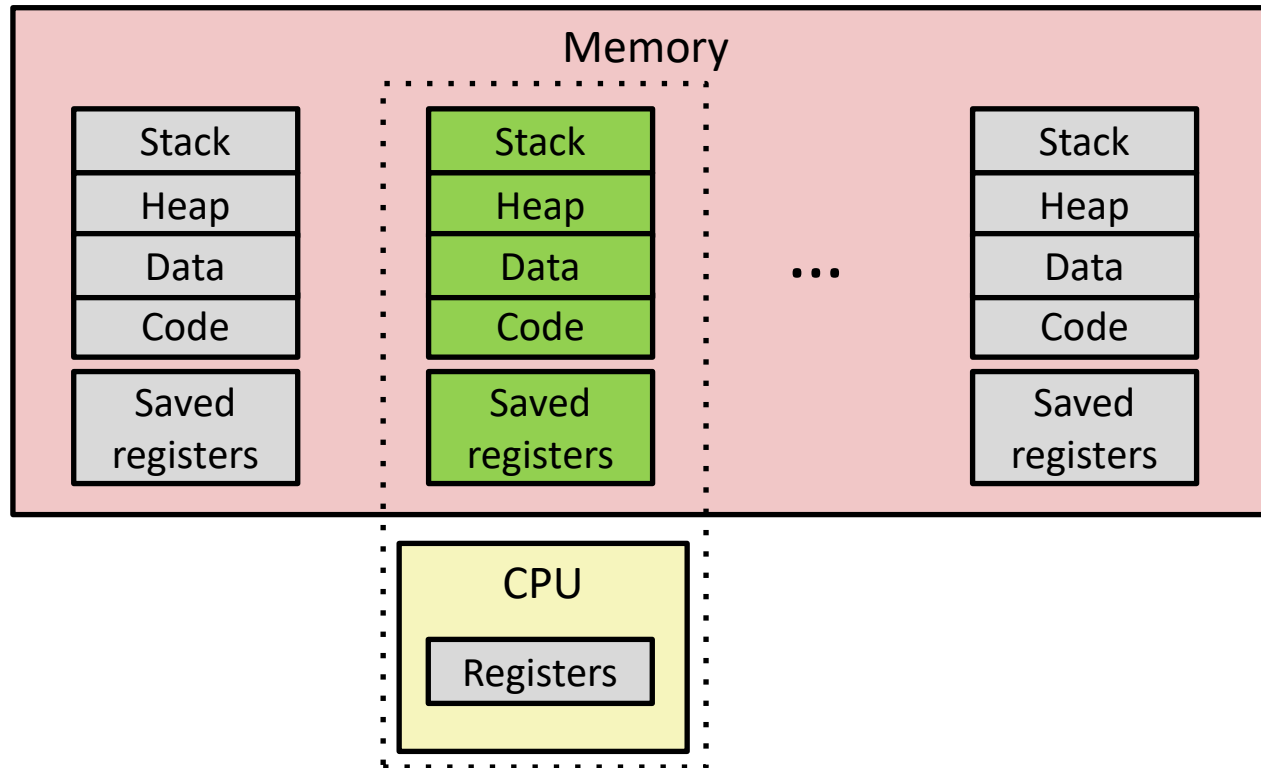 Memory
Stack
Heap
Data
Code
Saved
registers
Stack
Heap
Data
Code
Saved
registers
...
Stack
Heap
Data
Code
Saved
registers
CPU
Registers